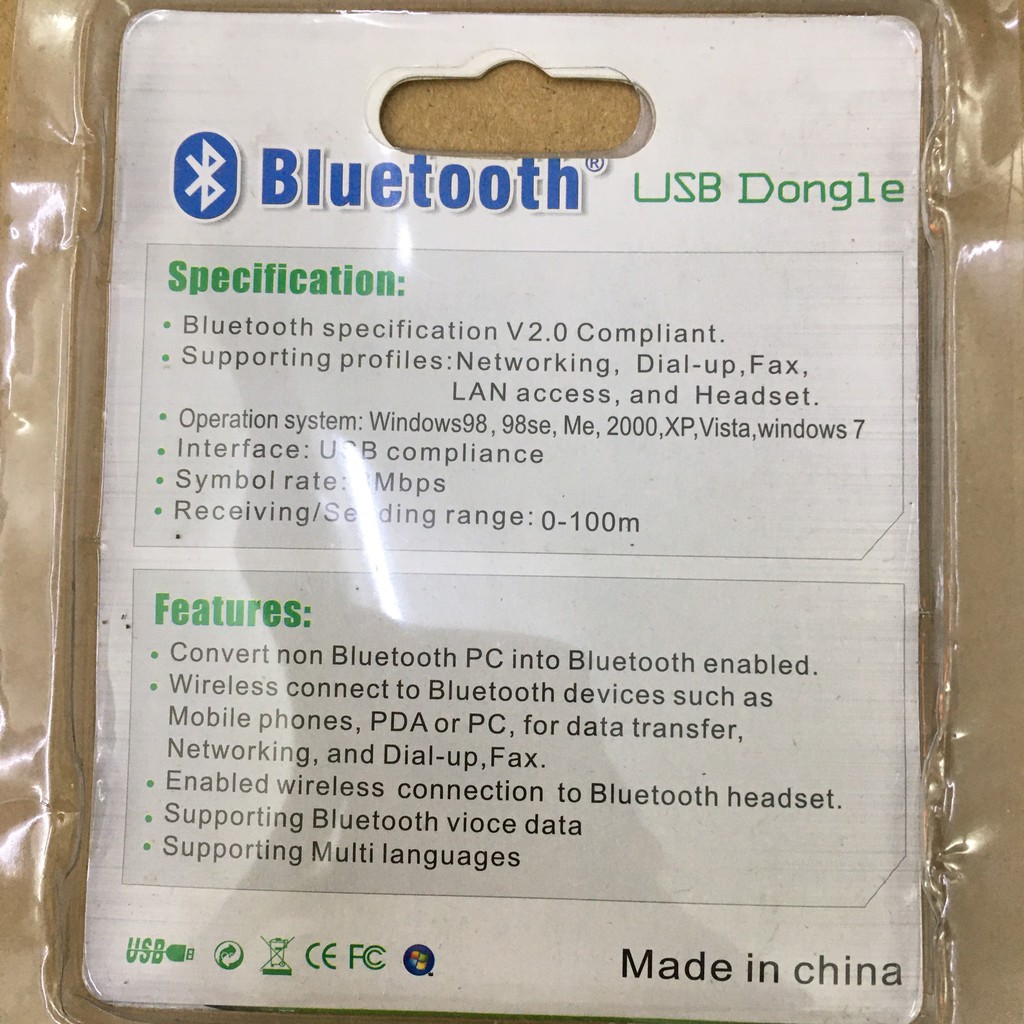 Bluetooth® USB Dongle
Specification:
• Bluetooth specification V2.0 Compliant.
• Supporting profiles:Networking, Dial-up,Fax,
LAN access, and Headset.
• Operation system: Windows98, 98se, Me, 2000,XP,Vista,windows 7
• Interface: USB compliance
• Symbol rate: Mbps
• Receiving/Sending range: 0-100m
Features:
• Convert non Bluetooth PC into Bluetooth enabled.
• Wireless connect to Bluetooth devices such as
Mobile phones, PDA or PC, for data transfer,
Networking, and Dial-up,Fax.
• Enabled wireless connection to Bluetooth headset.
• Supporting Bluetooth vioce data
• Supporting Multi languages
USB CE FC
Made in china